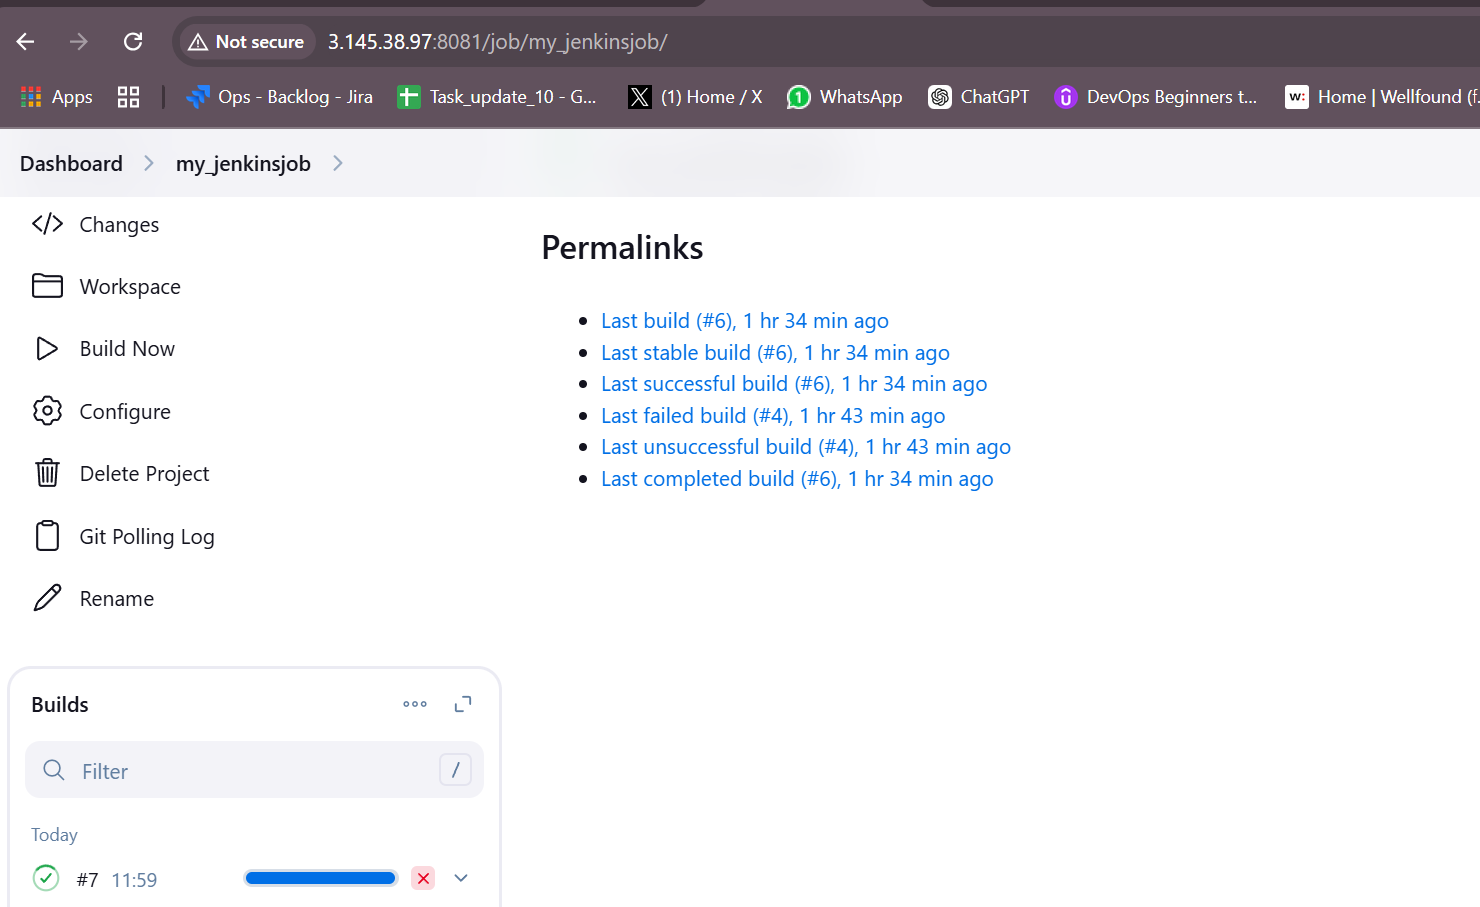 Not secure 3.145.38.97:8081/job/my_jenkinsjob/
Apps Ops - Backlog - Jira Task_update_10 - G... (1) Home / X 1 WhatsApp ChatGPT DevOps Beginners t... w: Home | Wellfound (f
Dashboard my_jenkinsjob
Changes
Workspace
Build Now
Configure
Delete Project
Git Polling Log
Rename
Permalinks
Last build (#6), 1 hr 34 min ago
Last stable build (#6), 1 hr 34 min ago
Last successful build (#6), 1 hr 34 min ago
Last failed build (#4), 1 hr 43 min ago
Last unsuccessful build (#4), 1 hr 43 min ago
Last completed build (#6), 1 hr 34 min ago
Builds
Filter /
Today
#7 11:59